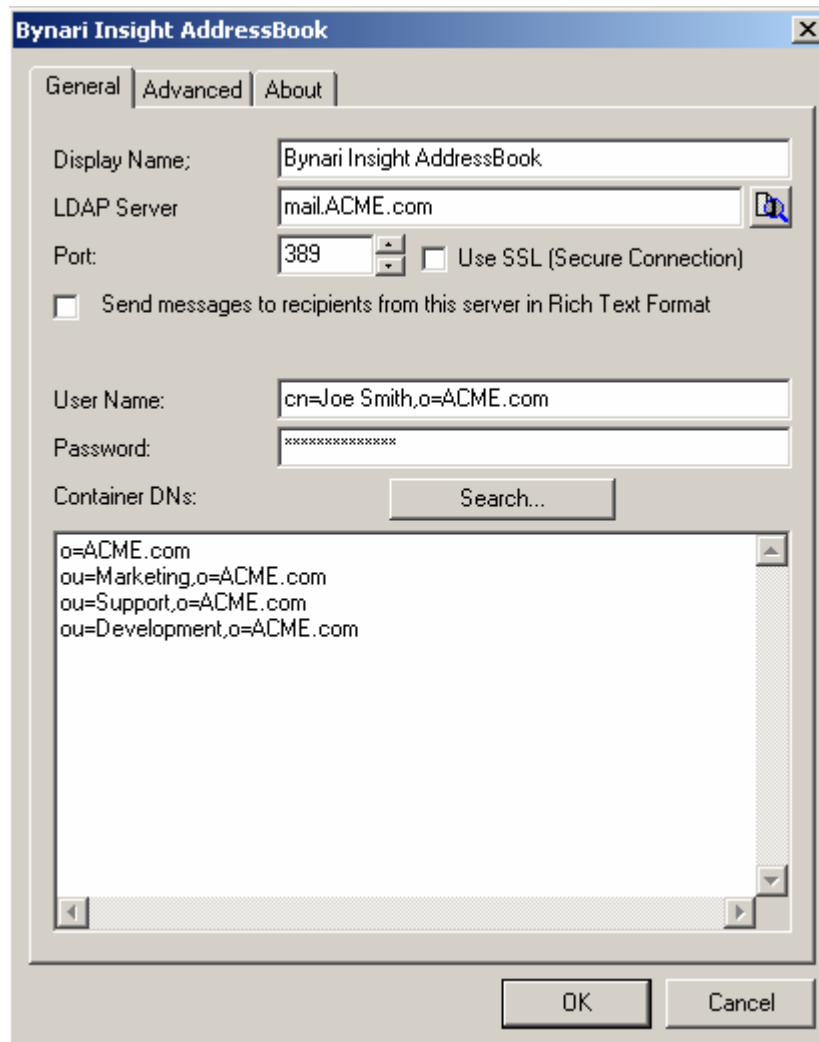 Bynari Insight AddressBook
General Advanced About
Display Name; Bynari Insight AddressBook
LDAP Server mail.ACME.com
Port: 389 Use SSL (Secure Connection)
Send messages to recipients from this server in Rich Text Format
User Name: cn=Joe Smith,o=ACME.com
Password: **************
Container DNs: Search...
o=ACME.com
ou=Marketing,o=ACME.com
ou=Support,o=ACME.com
ou=Development,o=ACME.com
OK Cancel